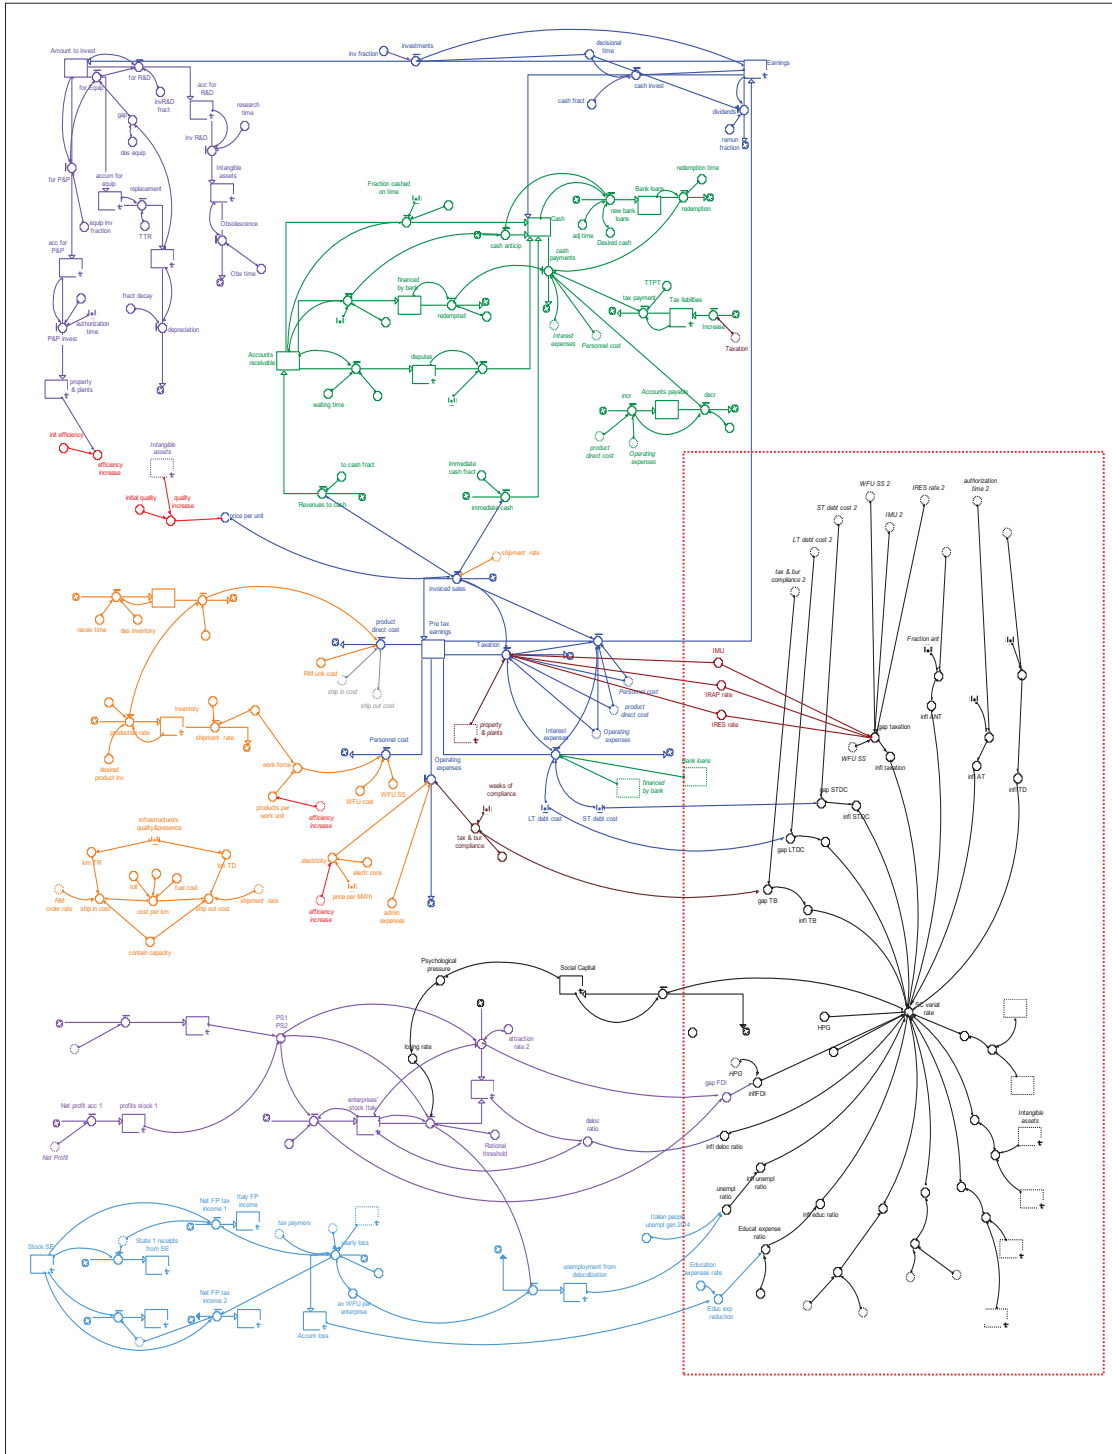 Amount to invest
for R&D
for Equip
invR&D
fract
acc for
R&D
research
time
gap
des equip
inv R&D
for P&P
accum for
equip
replacement
TTR
equip inv
fraction
Intangible
assets
Obsolescence
Obs time
acc for
P&P
authorization
time
P&P invest
fract decay
depreciation
property
& plants
inv fraction
investments
decisional
time
cash invest
cash fract
Earnings
dividends
remun
fraction
Fraction cashed
on time
cash anticip
Cash
cash
payments
adj time
new bank
loans
Desired cash
Bank loans
redemption time
redemption
financed
by bank
redempted
Interest
expenses
Personnel cost
TTPT
tax payment
Tax liabilities
Increase
Taxation
Accounts
receivable
disputes
waiting time
incr
Accounts payable
decr
product
direct cost
Operating
expenses
init efficiency
efficiency
increase
Intangible
assets
initial quality
quality
increase
price per unit
to cash fract
Revenues to cash
immediate
cash fract
immediate cash
invoiced sales
shipment rate
receiv time
des inventory
product
direct cost
RM unit cost
ship in cost
ship out cost
Pre tax
earnings
Taxation
IMU
IRAP rate
IRES rate
Personnel cost
product
direct cost
Operating
expenses
property
& plants
Interest
expenses
financed
by bank
Bank loans
production rate
inventory
shipment rate
desired
product inv
work force
products per
work unit
efficiency
increase
Personnel cost
WFU cost
WFU SS
Operating
expenses
weeks of
compliance
tax & bur
compliance
LT debt cost
ST debt cost
infrastructure's
quality&presence
km TR
km TD
toll
fuel cost
RM
order rate
ship in cost
cost per km
ship out cost
shipment rate
contain capacity
electricity
electr cons
price per MWh
efficiency
increase
admin
expenses
WFU SS 2
IRES rate 2
authorization
time 2
ST debt cost 2
IMU 2
LT debt cost 2
tax & bur
compliance 2
Fraction ant
infl ANT
gap taxation
WFU SS
infl taxation
infl AT
infl TD
gap STDC
infl STDC
gap LTDC
gap TB
infl TB
SC variat
rate
HPG
HPG
inflFDI
gap FDI
infl deloc ratio
Intangible
assets
unempl
ratio
infl unempl
ratio
infl educ ratio
Educat expense
ratio
Psychological
pressure
Social Capital
losing rate
PS1
PS2
attraction
rate 2
Net profit acc 1
profits stock 1
Net Profit
enterprises'
stock Italy
Rational
threshold
deloc
ratio
Net FP tax
income 1
Italy FP
income
Stock SE
State 1 receipts
from SE
Net FP tax
income 2
tax paymens
yearly loss
av WFU per
enterprise
Accum loss
unemployment from
delocalization
Italian people
unempl gen 2014
Education
expenses rate
Educ exp
reduction